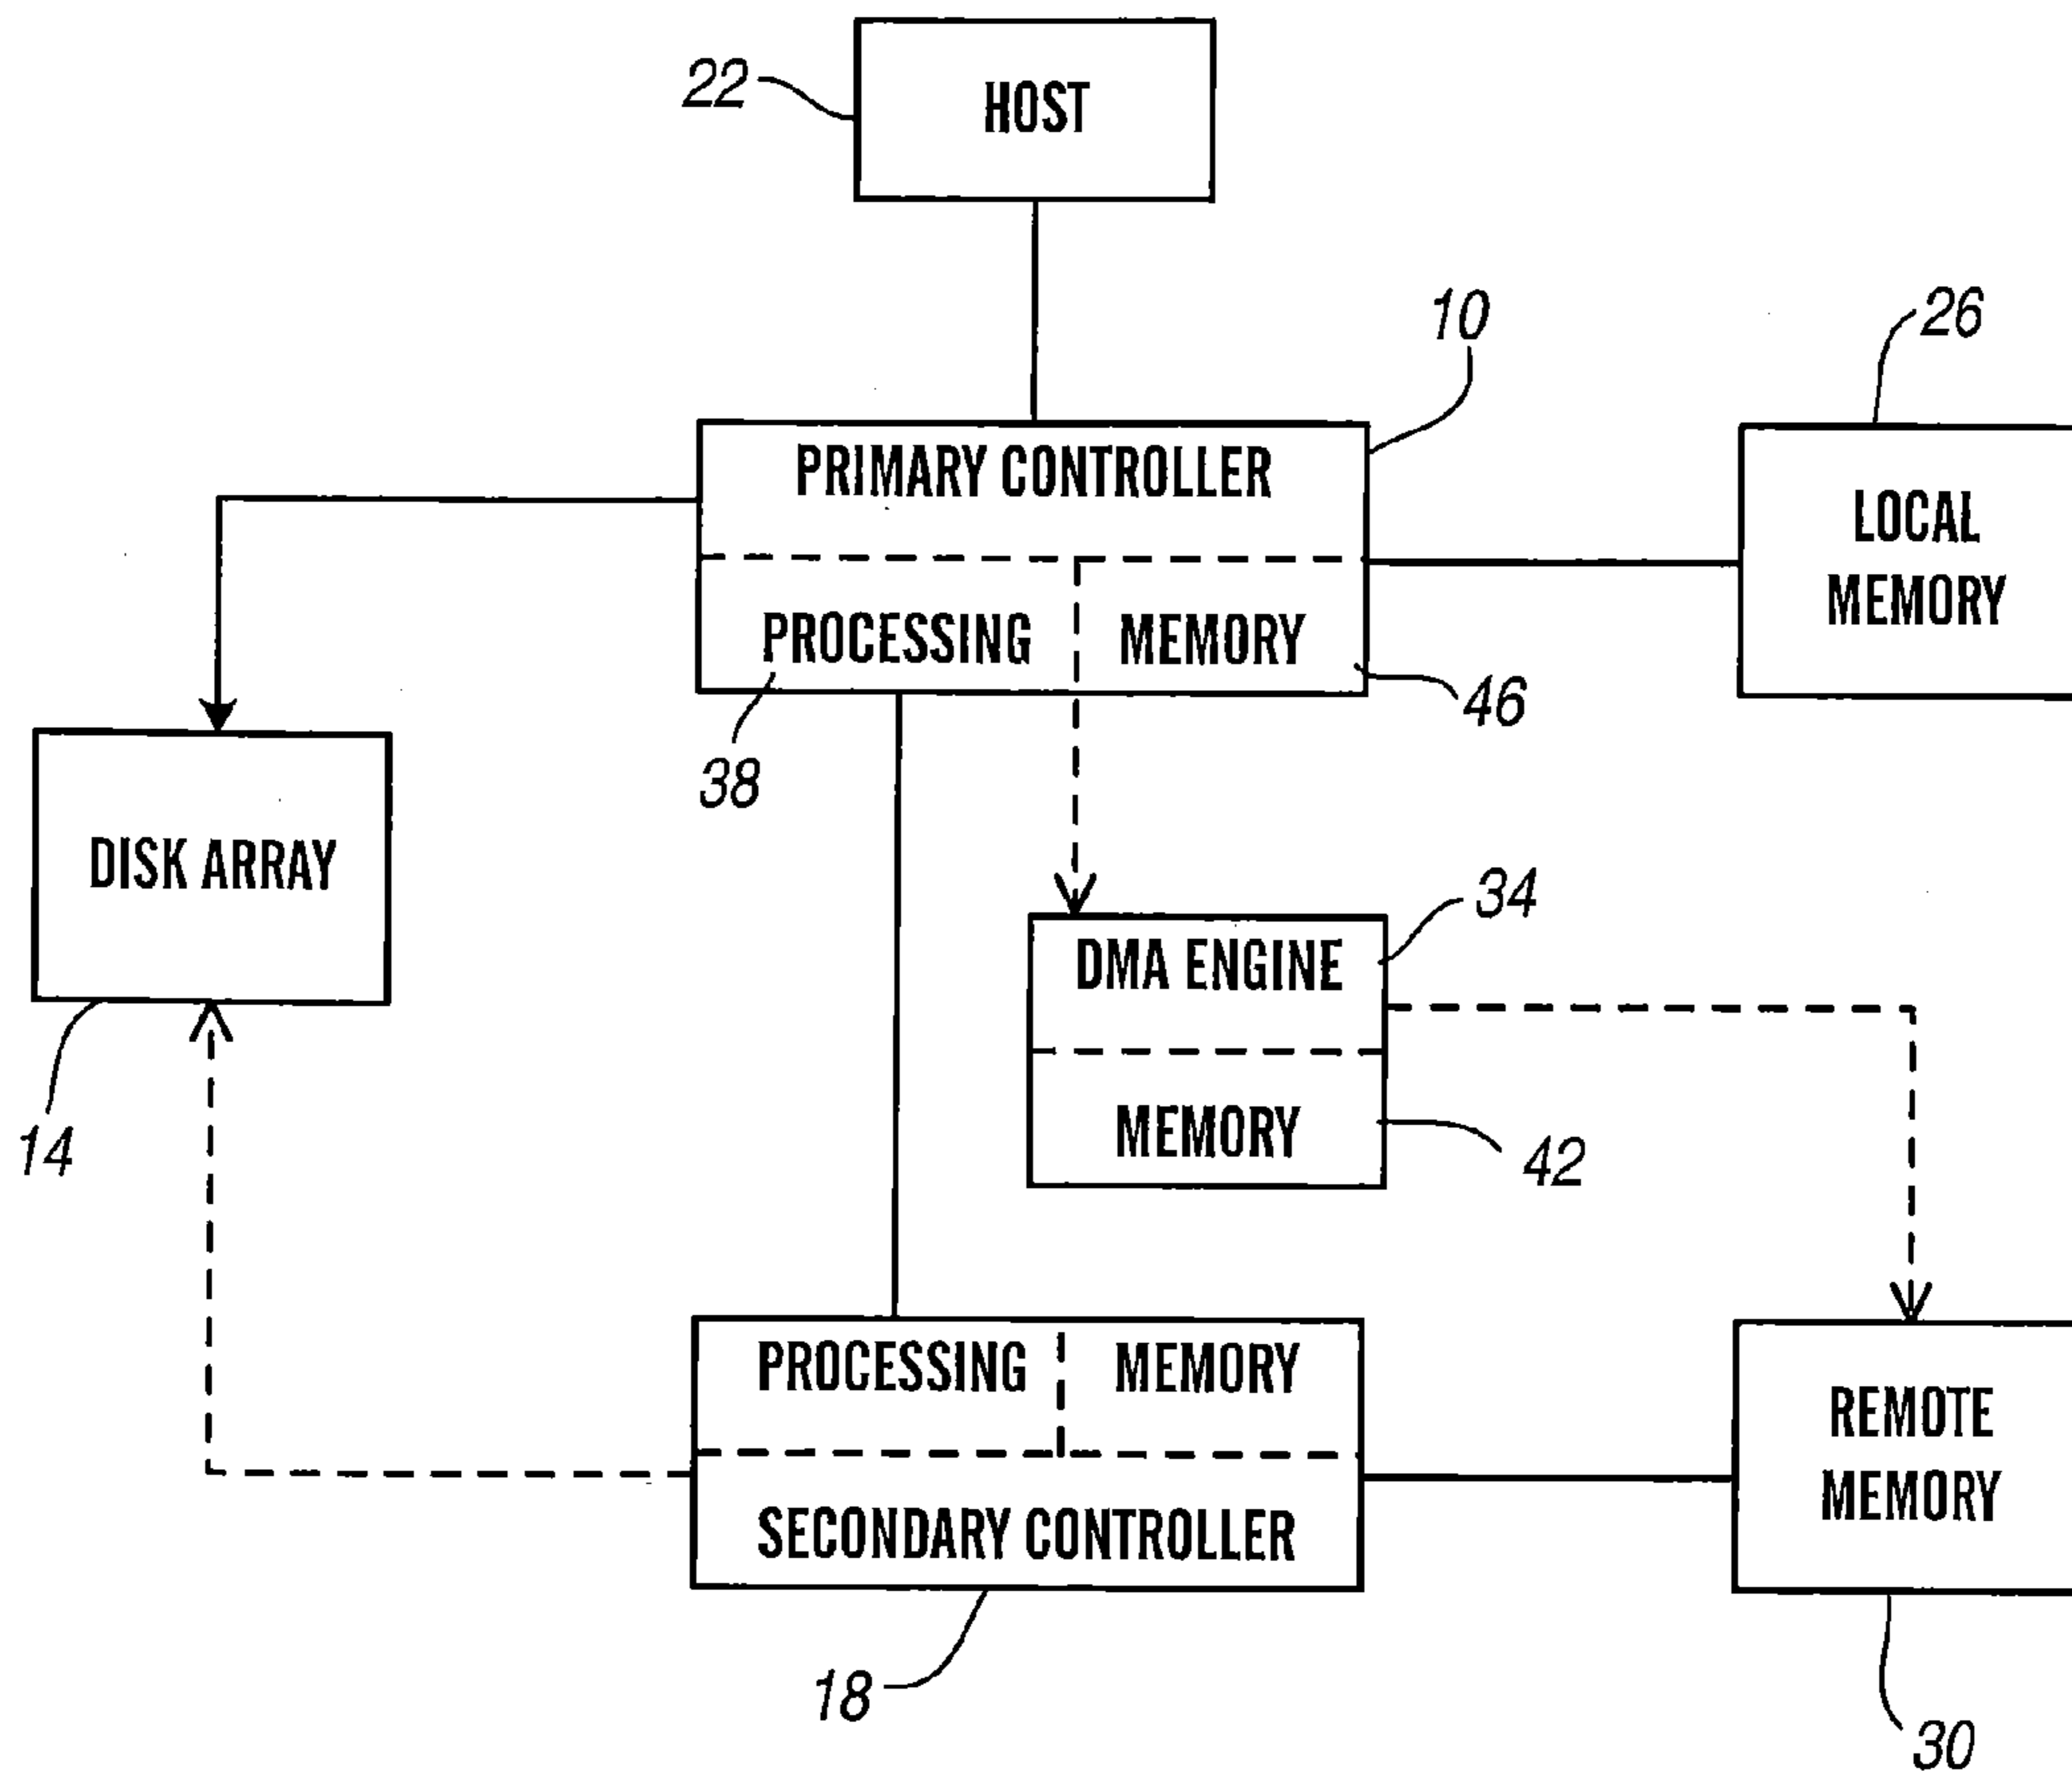 22
HOST
10
26
PRIMARY CONTROLLER
LOCAL
MEMORY
PROCESSING
MEMORY
46
38
DISK ARRAY
34
DMA ENGINE
MEMORY
42
14
PROCESSING
MEMORY
REMOTE
MEMORY
SECONDARY CONTROLLER
18
30